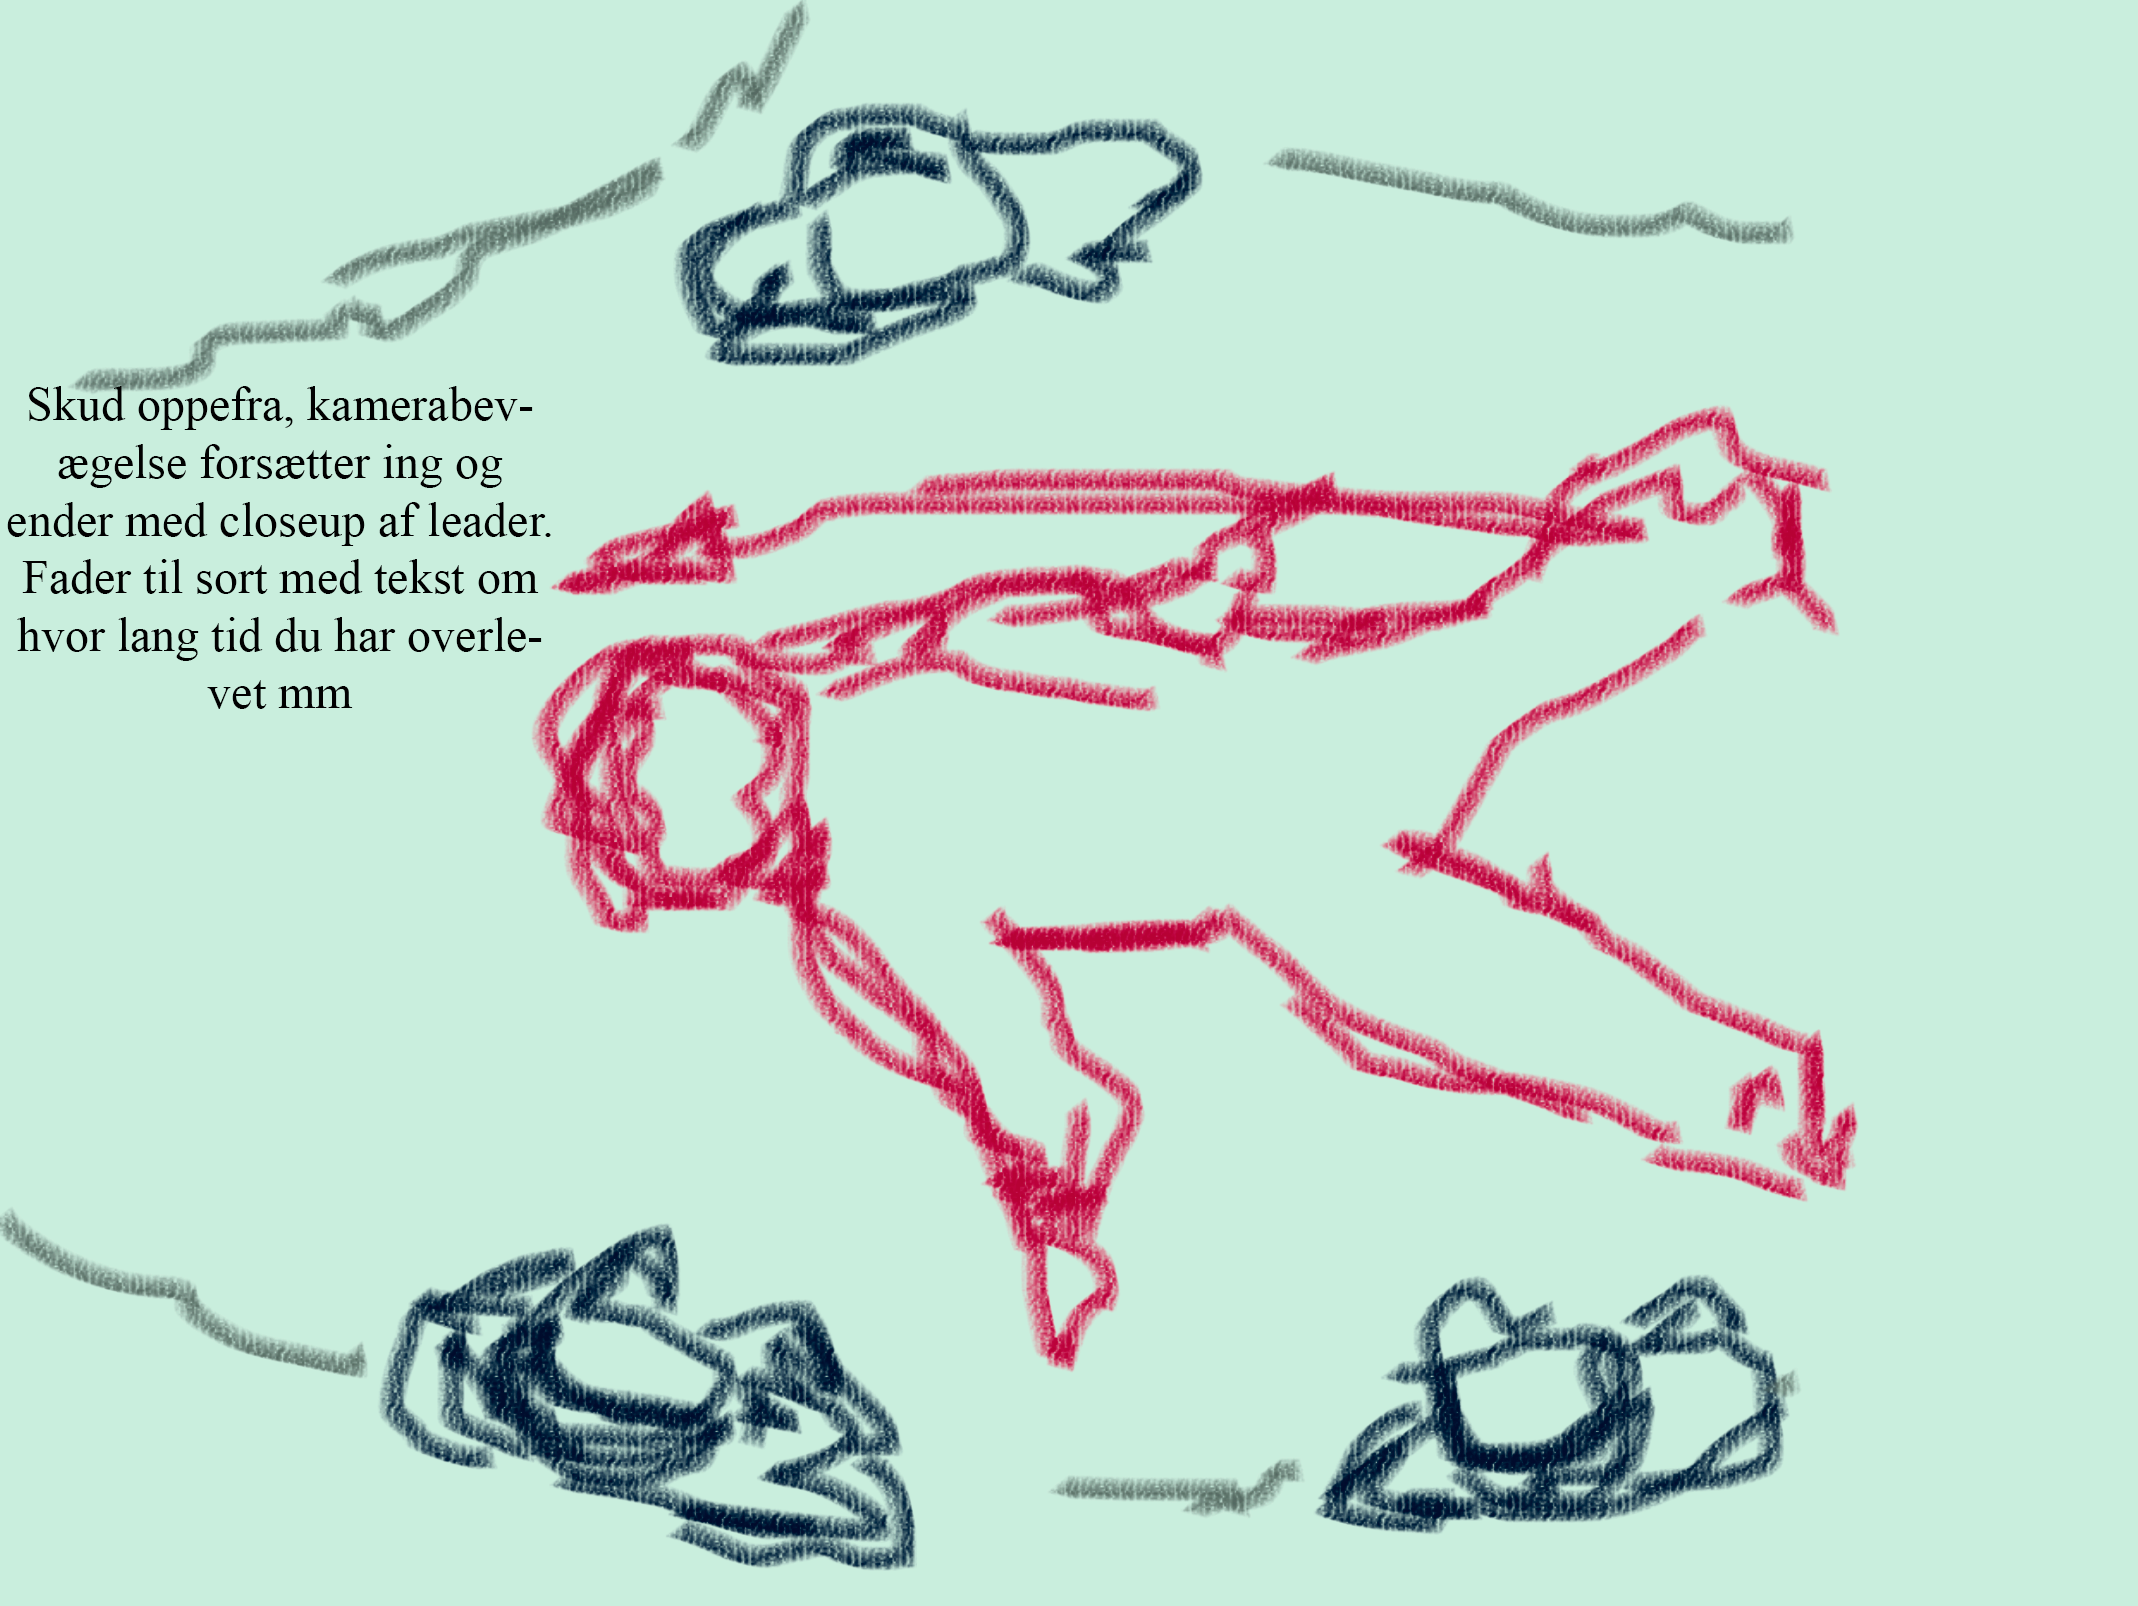 Skud oppefra, kamerabev-
ægelse forsætter ing og
ender med closeup af leader.
Fader til sort med tekst om
hvor lang tid du har overle-
vet mm